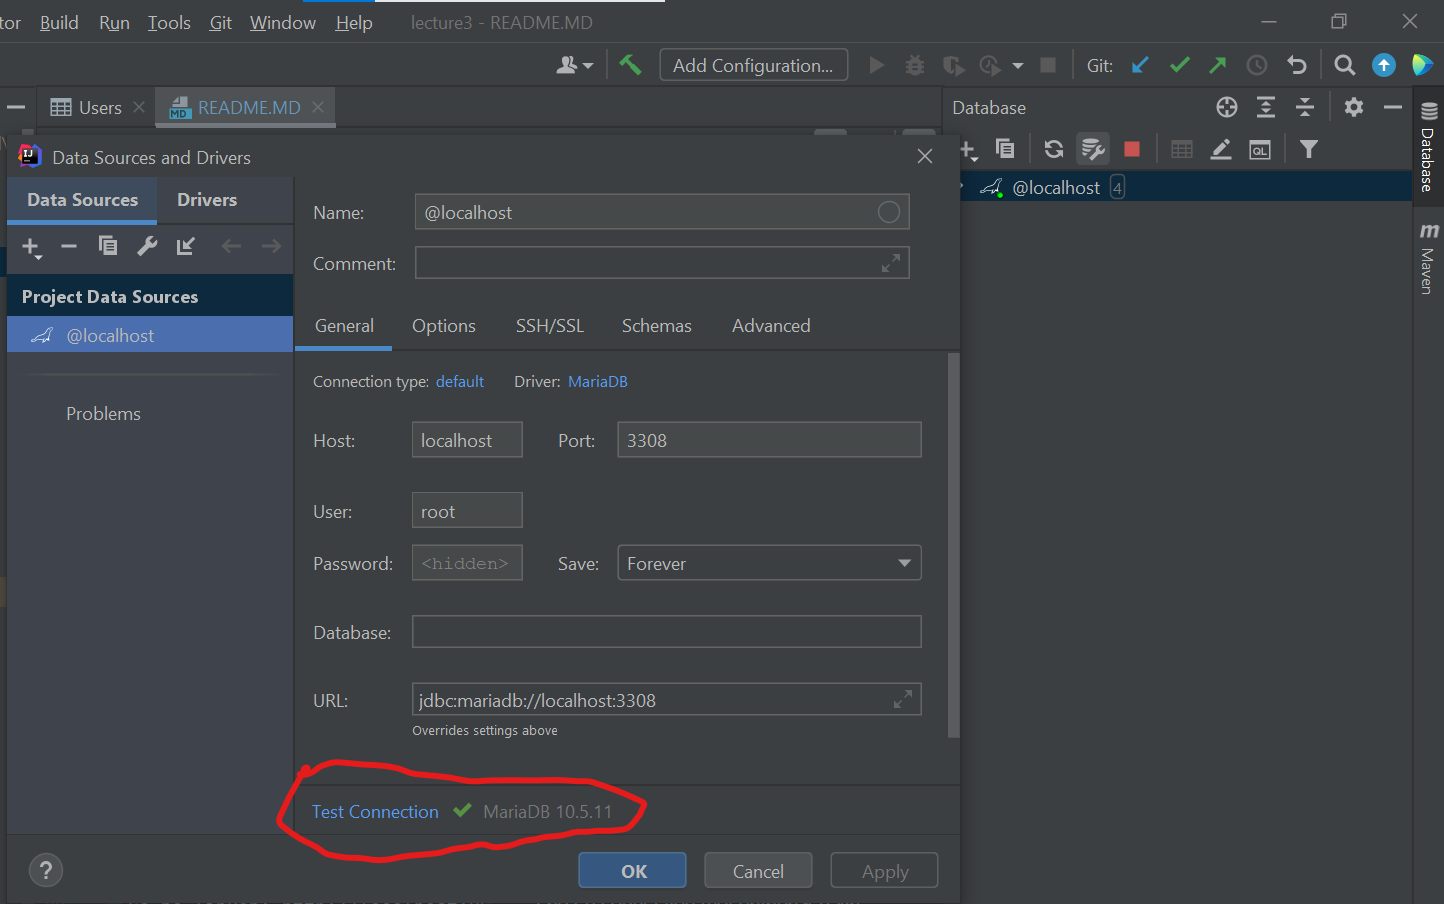 tor Build Run Tools Git Window Help lecture3 - README.MD
Add Configuration... Git:
Users README.MD Database
IJ Data Sources and Drivers
QL
Data Sources Drivers
@localhost 4
Name: @localhost
Comment:
Project Data Sources
@localhost
Problems
General Options SSH/SSL Schemas Advanced
Connection type: default Driver: MariaDB
Host: localhost Port: 3308
User: root
Password: <hidden> Save: Forever
Database:
URL: jdbc:mariadb://localhost:3308
Overrides settings above
Test Connection MariaDB 10.5.11
? OK Cancel Apply
Database
m Maven